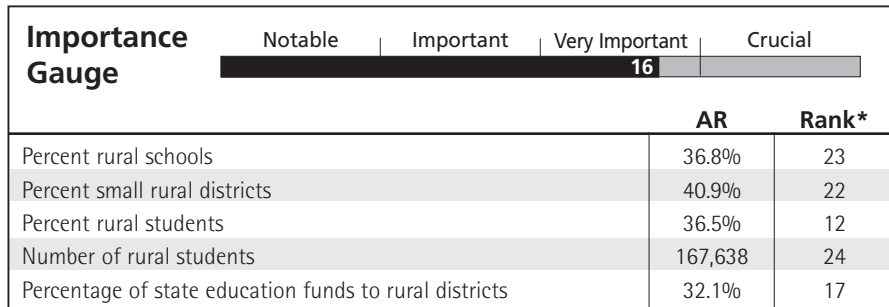 Importance Gauge
Notable Important Very Important Crucial
16
AR Rank*
Percent rural schools 36.8% 23
Percent small rural districts 40.9% 22
Percent rural students 36.5% 12
Number of rural students 167,638 24
Percentage of state education funds to rural districts 32.1% 17